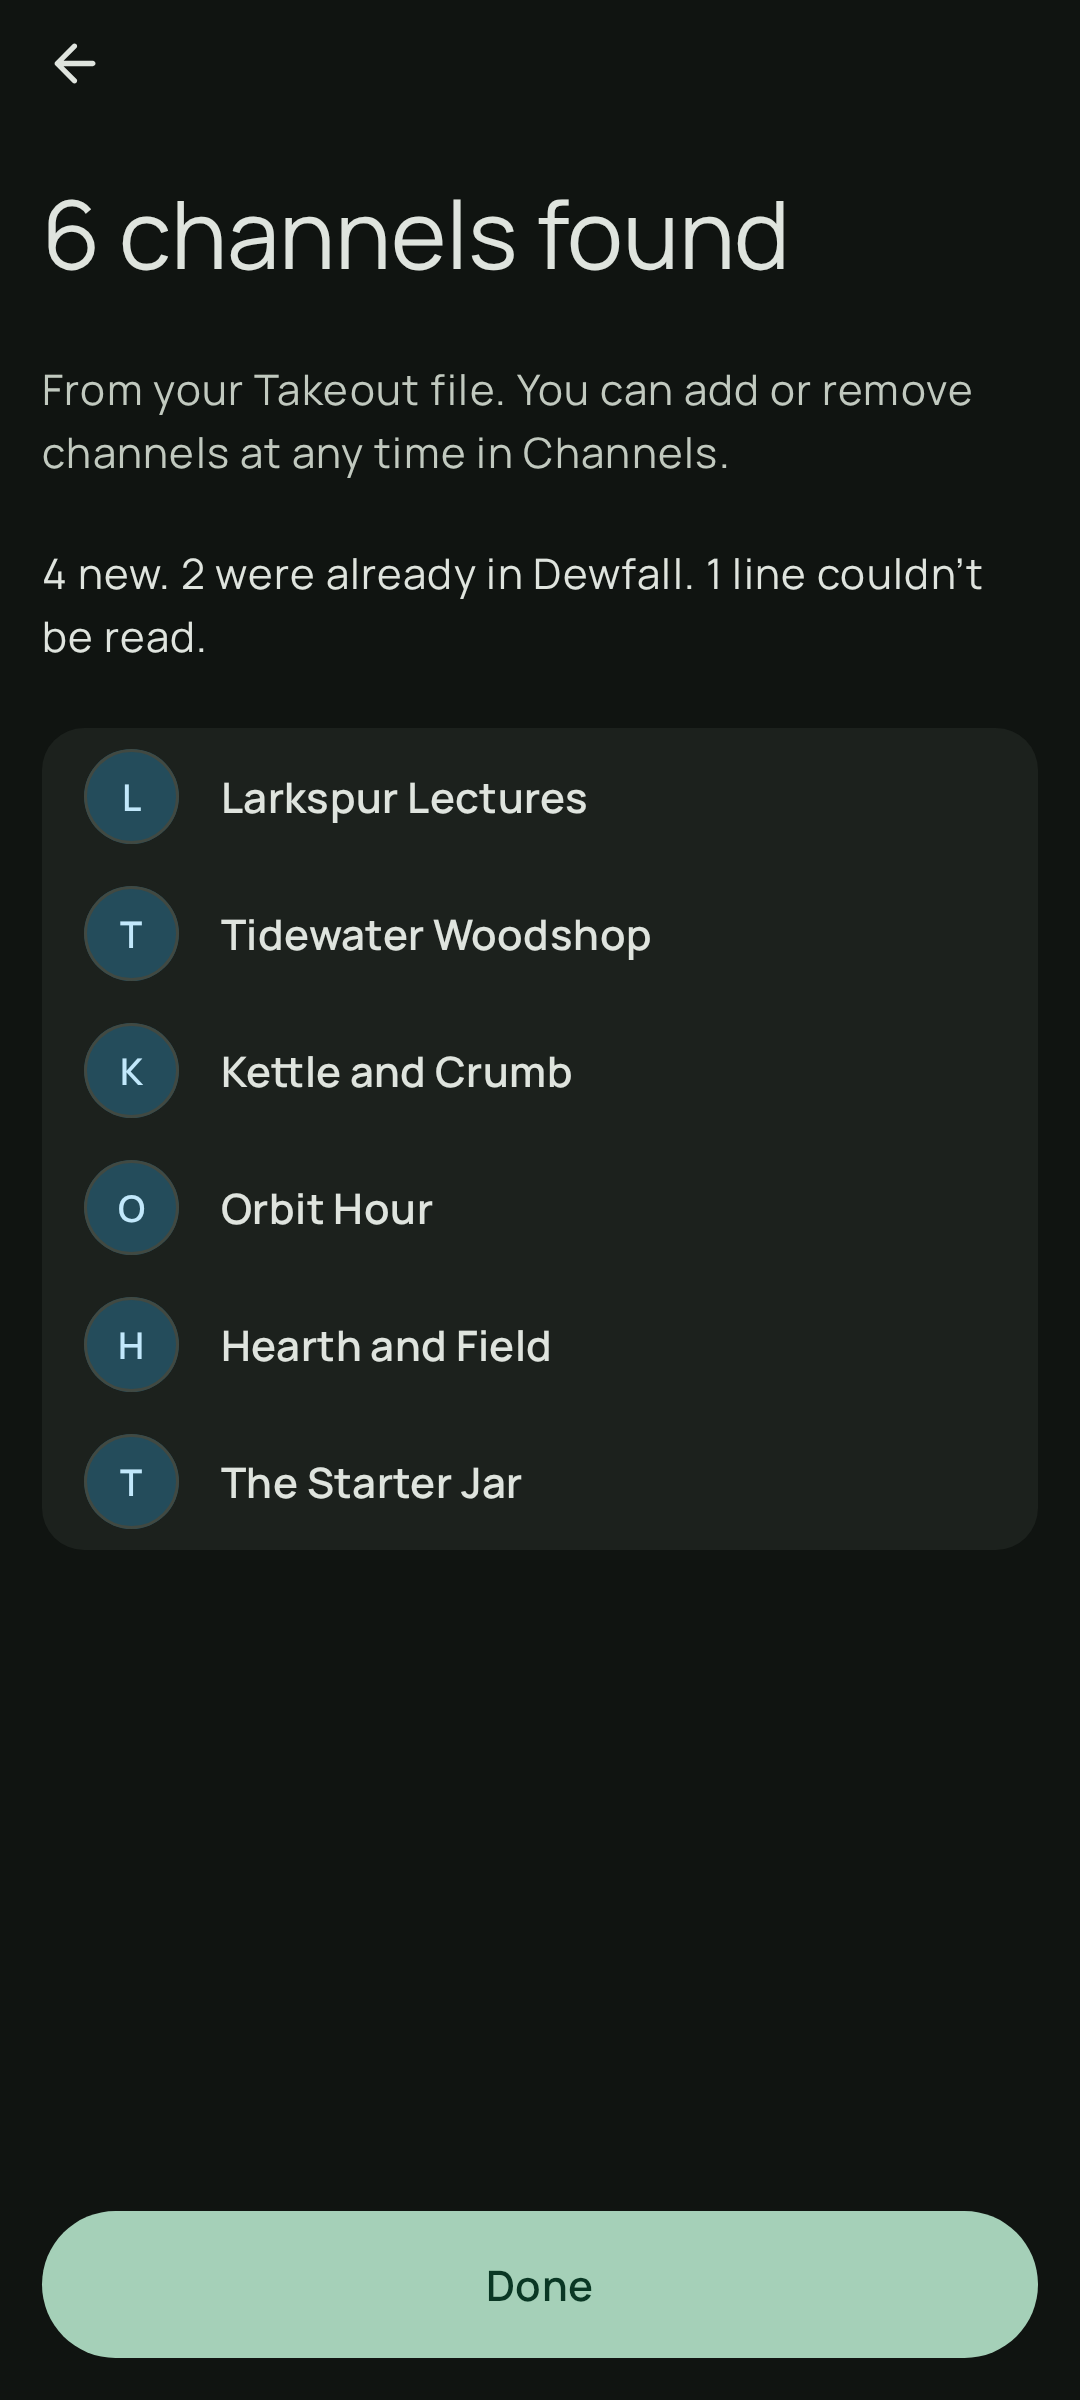 6 channels found
From your Takeout file. You can add or remove
channels at any time in Channels.
4 new. 2 were already in Dewfall. 1 line couldn’t
be read.
L Larkspur Lectures
T Tidewater Woodshop
K Kettle and Crumb
O Orbit Hour
H Hearth and Field
T The Starter Jar
Done